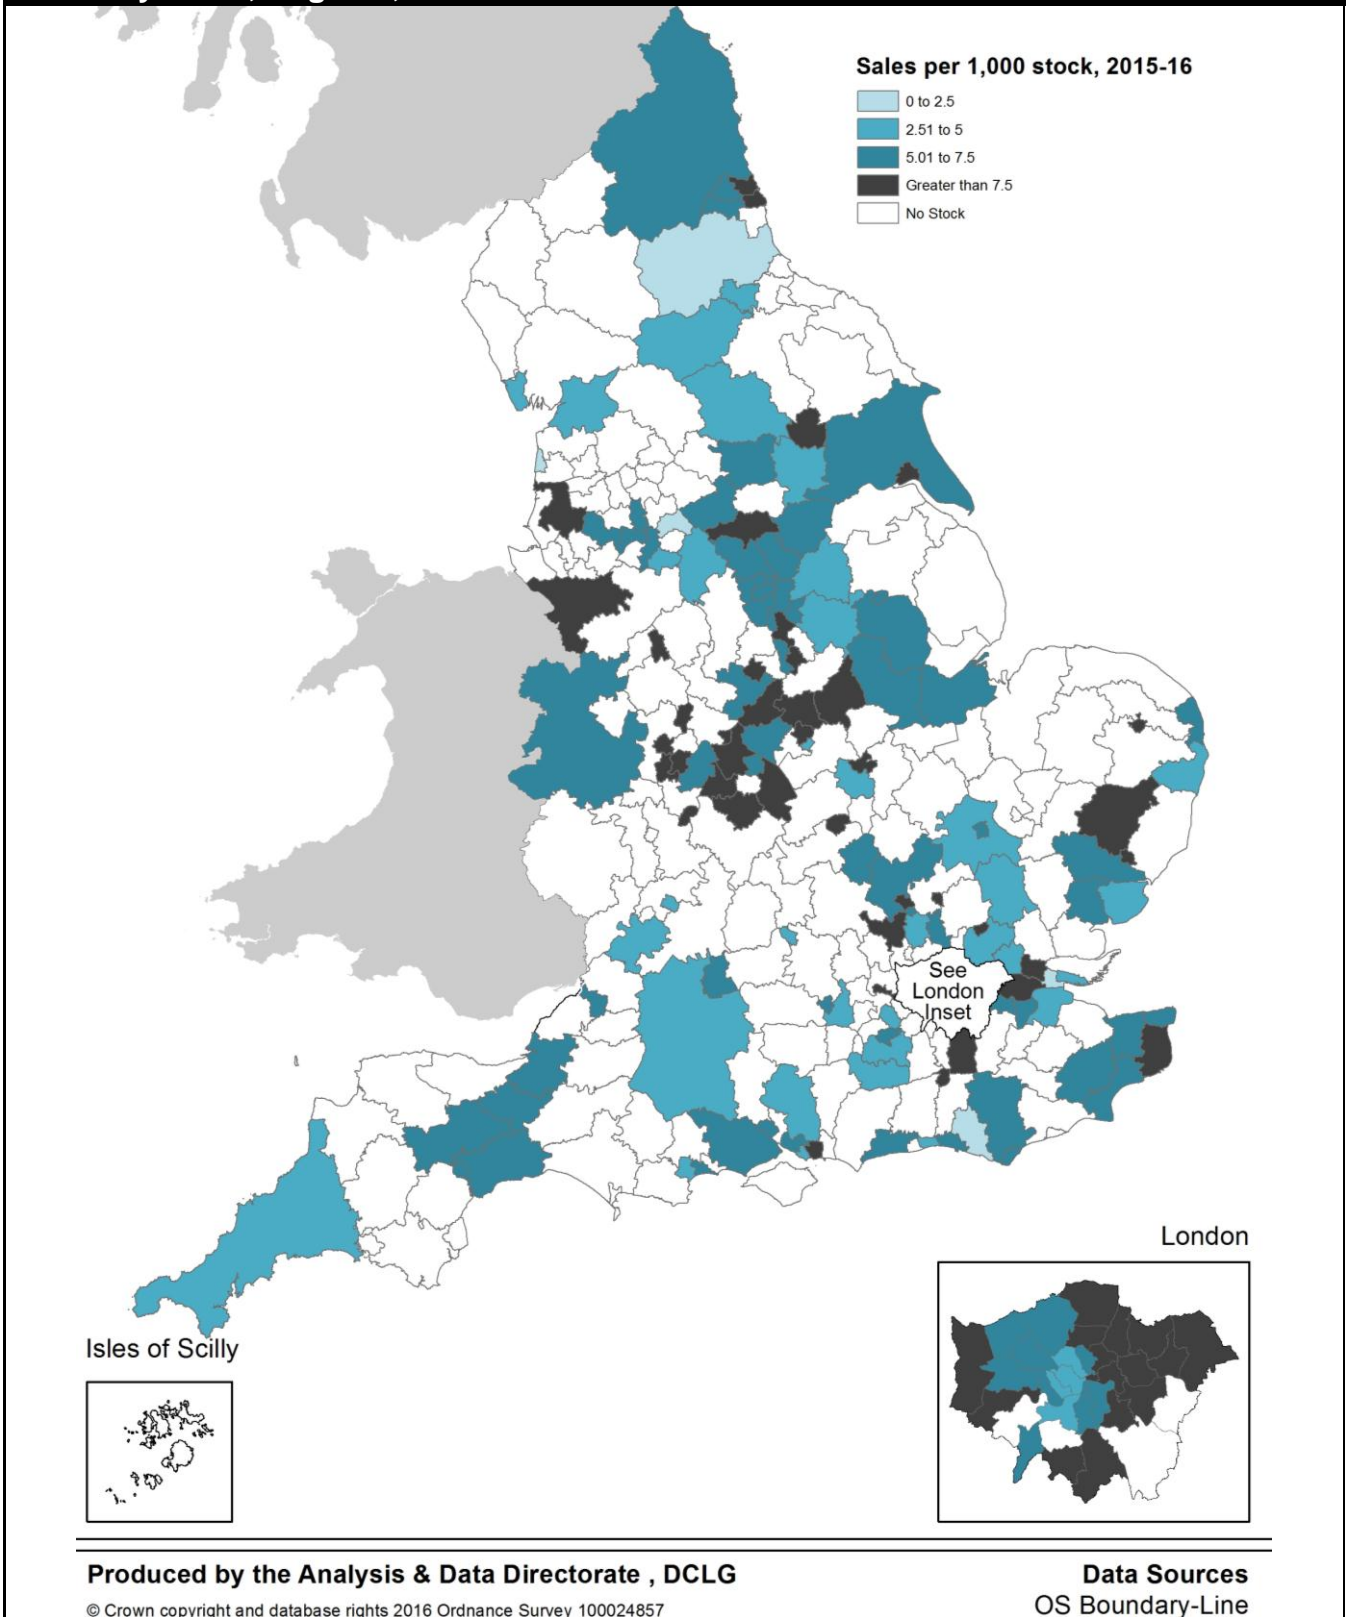 Sales per 1,000 stock, 2015-16
0 to 2.5
2.51 to 5
5.01 to 7.5
Greater than 7.5
No Stock
See
London
Inset
London
Isles of Scilly
Produced by the Analysis & Data Directorate , DCLG
© Crown copyright and database rights 2016 Ordnance Survey 100024857
Data Sources
OS Boundary-Line